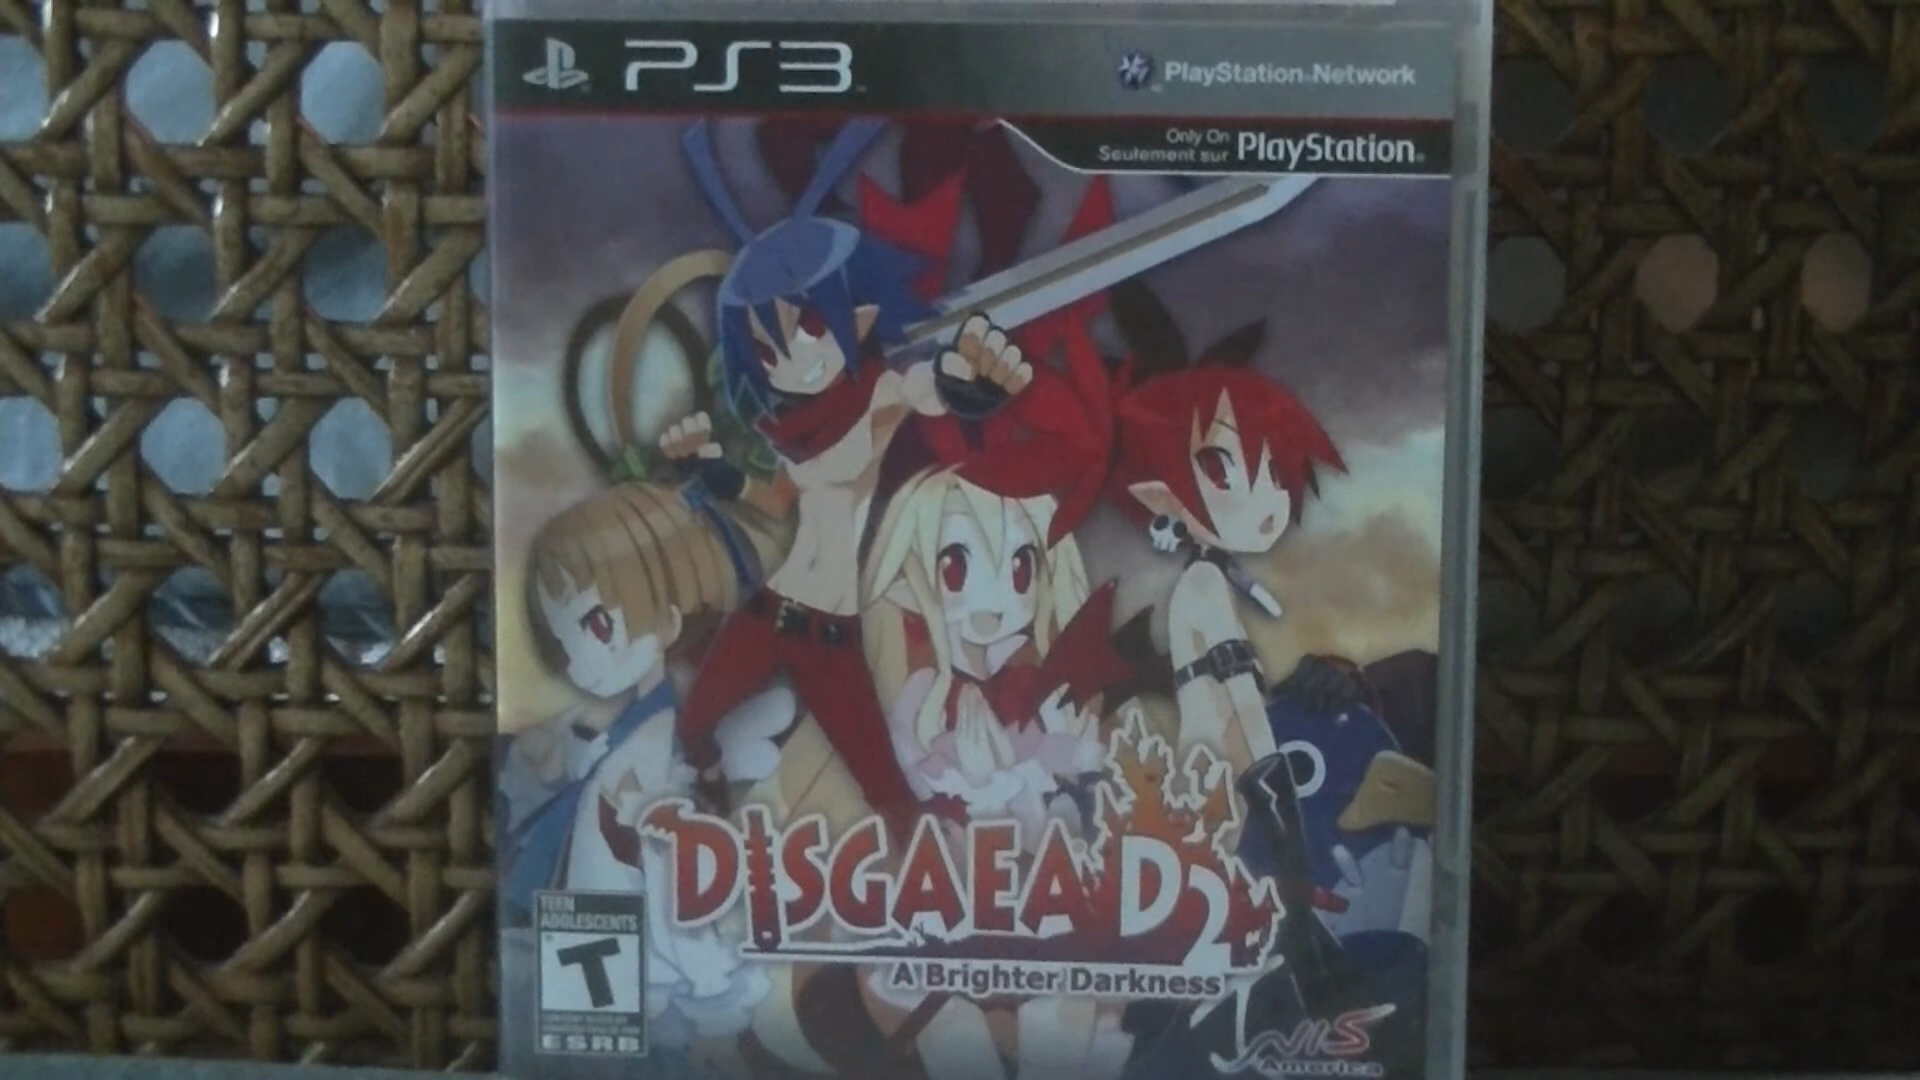 PS3
PlayStation Network
Only On
Seulement sur PlayStation
DISGAEA D2
A Brighter Darkness
TEEN
ADOLESCENTS
T
ESRB
NIS
America